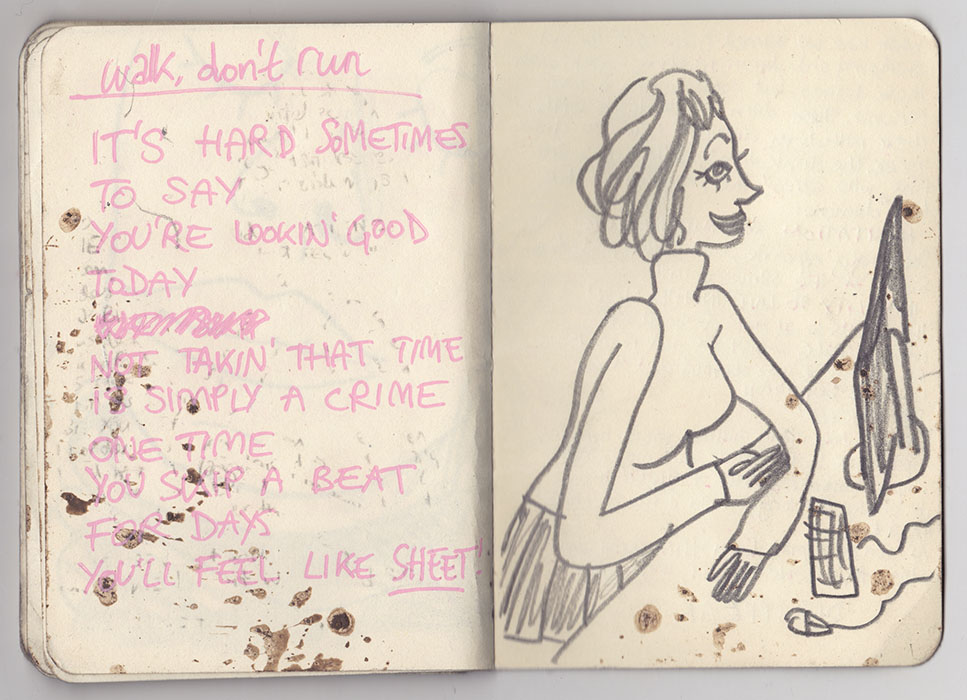 walk, don't run
IT'S HARD SOMETIMES
TO SAY
YOU'RE LOOKIN' GOOD
TODAY
NOT TAKIN' THAT TIME
IS SIMPLY A CRIME
ONE TIME
YOU SKIP A BEAT
FOR DAYS
YOU'LL FEEL LIKE SHEET!